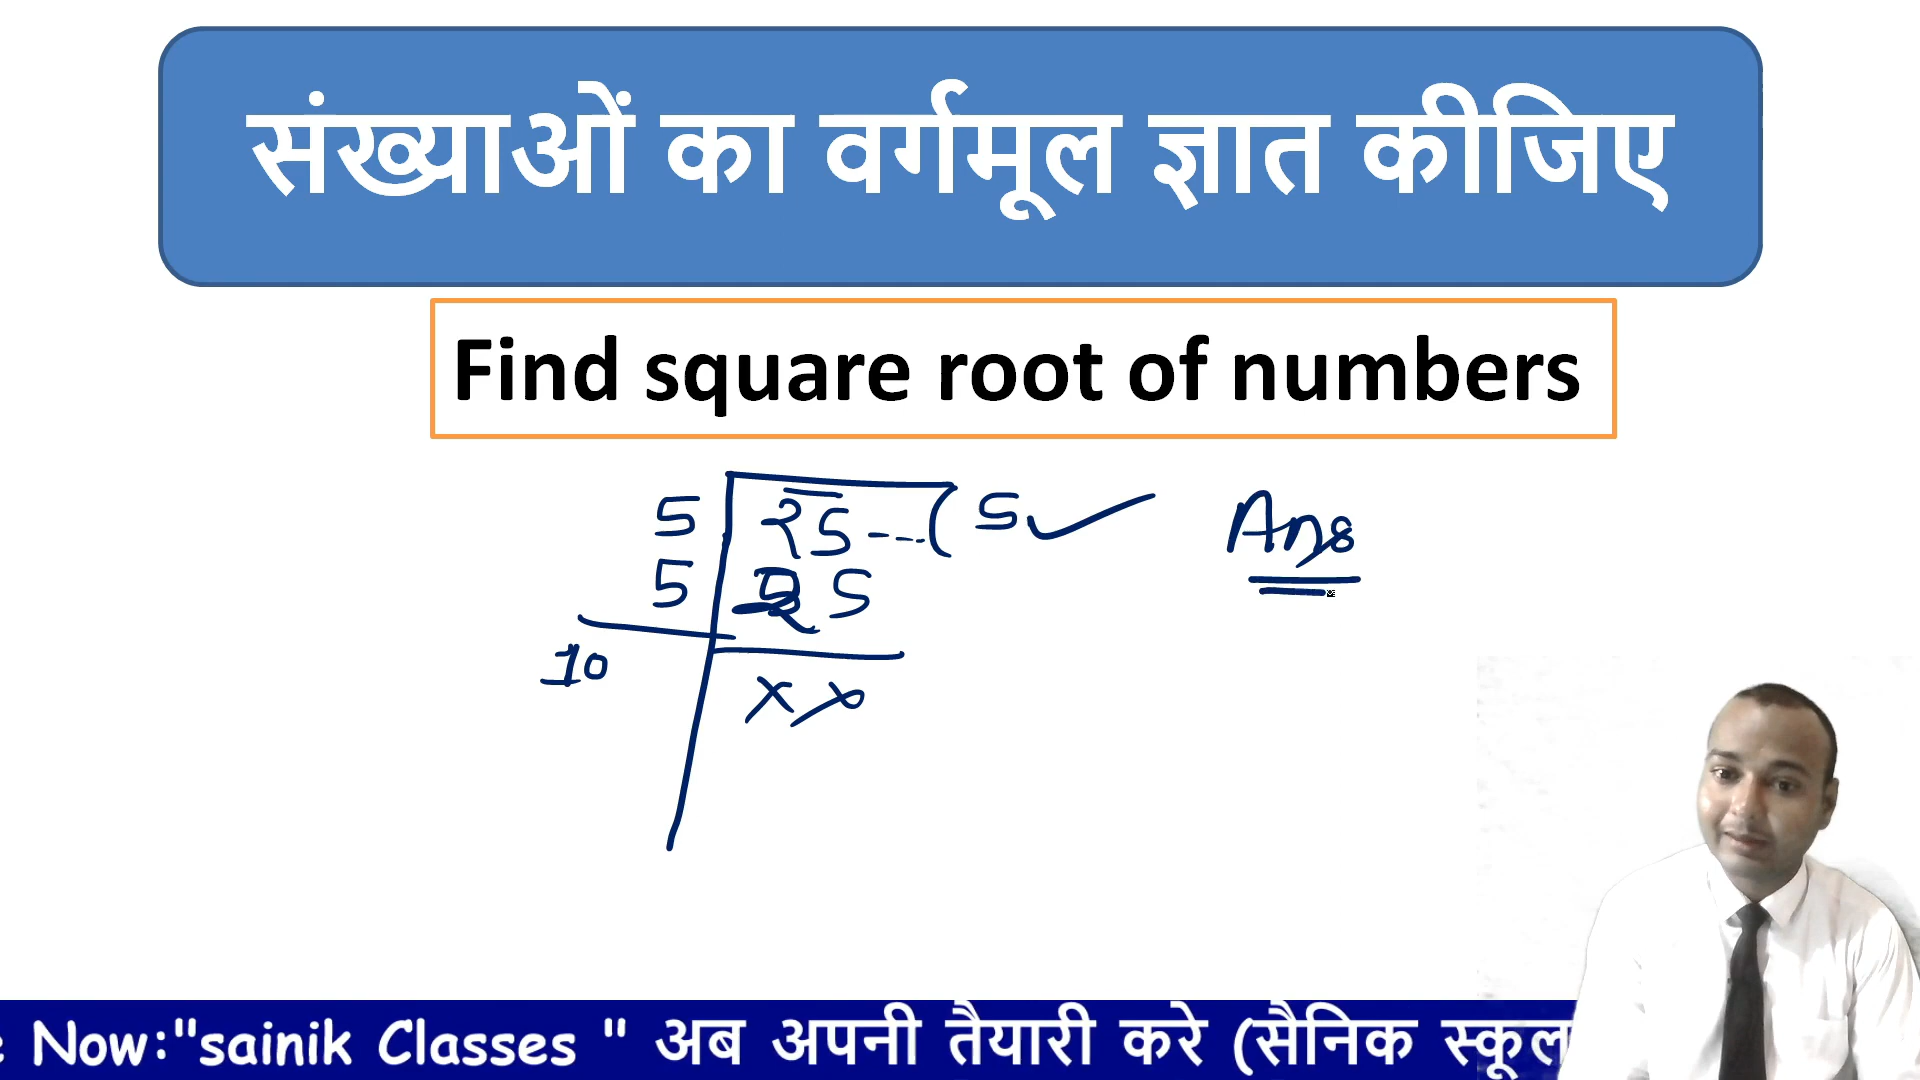 संख्याओं का वर्गमूल ज्ञात कीजिए
Find square root of numbers
5 25 --- ( 5 ✓ Ans
5 25
10 x x
e Now:"sainik Classes " अब अपनी तैयारी करे (सैनिक स्कूल